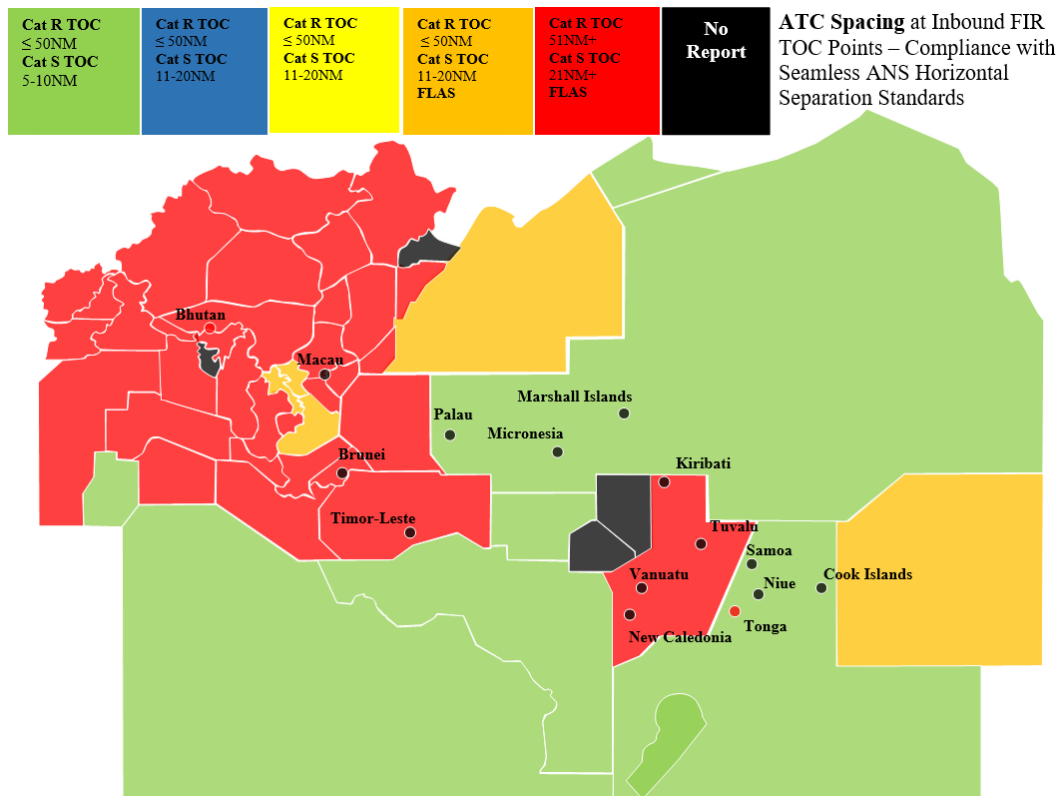 Cat R TOC
≤ 50NM
Cat S TOC
5-10NM
Cat R TOC
≤ 50NM
Cat S TOC
11-20NM
Cat R TOC
≤ 50NM
Cat S TOC
11-20NM
Cat R TOC
≤ 50NM
Cat S TOC
11-20NM
FLAS
Cat R TOC
51NM+
Cat S TOC
21NM+
FLAS
No
Report
ATC Spacing at Inbound FIR
TOC Points – Compliance with
Seamless ANS Horizontal
Separation Standards
Bhutan
Macau
Marshall Islands
Palau
Micronesia
Brunei
Kiribati
Timor-Leste
Tuvalu
Samoa
Vanuatu
Niue
Cook Islands
New Caledonia
Tonga